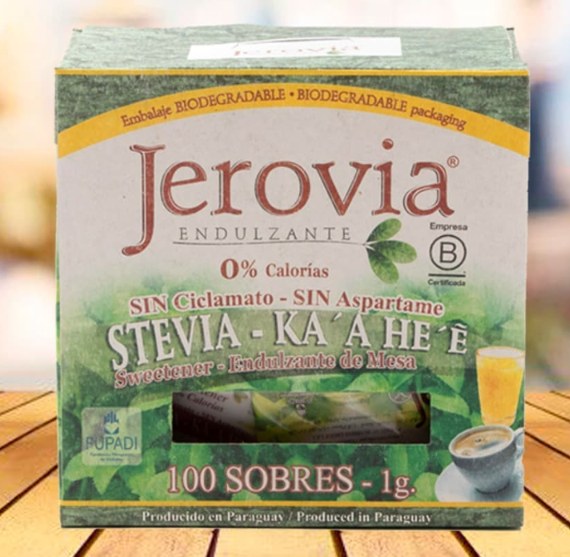 Jerovia
Embalaje BIODEGRADABLE • BIODEGRADABLE packaging
Jerovia®
ENDULZANTE
Empresa
B
Certificada
0% Calorías
SIN Ciclamato - SIN Aspartame
STEVIA - KA´A HE´Ẽ
Sweetener - Endulzante de Mesa
PUPADI
100 SOBRES - 1g.
Producido en Paraguay / Produced in Paraguay